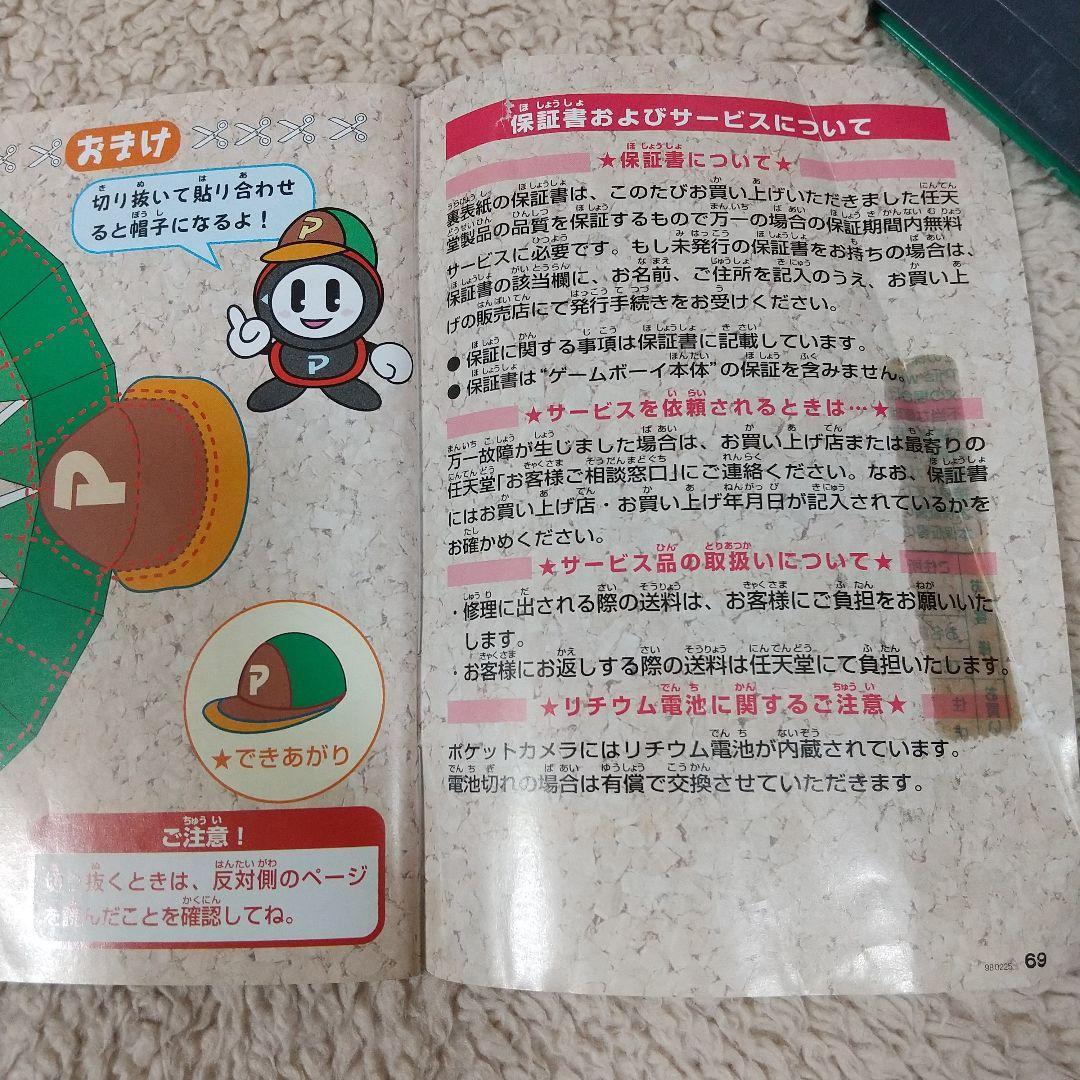 おまけ
切り抜いて貼り合わせ
ると帽子になるよ!
P
P
P
P
★できあがり
ご注意!
抜くときは、反対側のページ
を読んだことを確認してね。
保証書およびサービスについて
★保証書について★
裏表紙の保証書は、このたびお買い上げいただきました任天
堂製品の品質を保証するもので万一の場合の保証期間内無料
サービスに必要です。もし未発行の保証書をお持ちの場合は、
保証書の該当欄に、お名前、ご住所を記入のうえ、お買い上
げの販売店にて発行手続きをお受けください。
●保証に関する事項は保証書に記載しています。
●保証書は“ゲームボーイ本体”の保証を含みません。
★サービスを依頼されるときは…★
万一故障が生じました場合は、お買い上げ店または最寄りの
任天堂「お客様ご相談窓口」にご連絡ください。なお、保証書
にはお買い上げ店・お買い上げ年月日が記入されているかを
お確かめください。
★サービス品の取扱いについて★
・修理に出される際の送料は、お客様にご負担をお願いいた
します。
・お客様にお返しする際の送料は任天堂にて負担いたします。
★リチウム電池に関するご注意★
ポケットカメラにはリチウム電池が内蔵されています。
電池切れの場合は有償で交換させていただきます。
980225
69